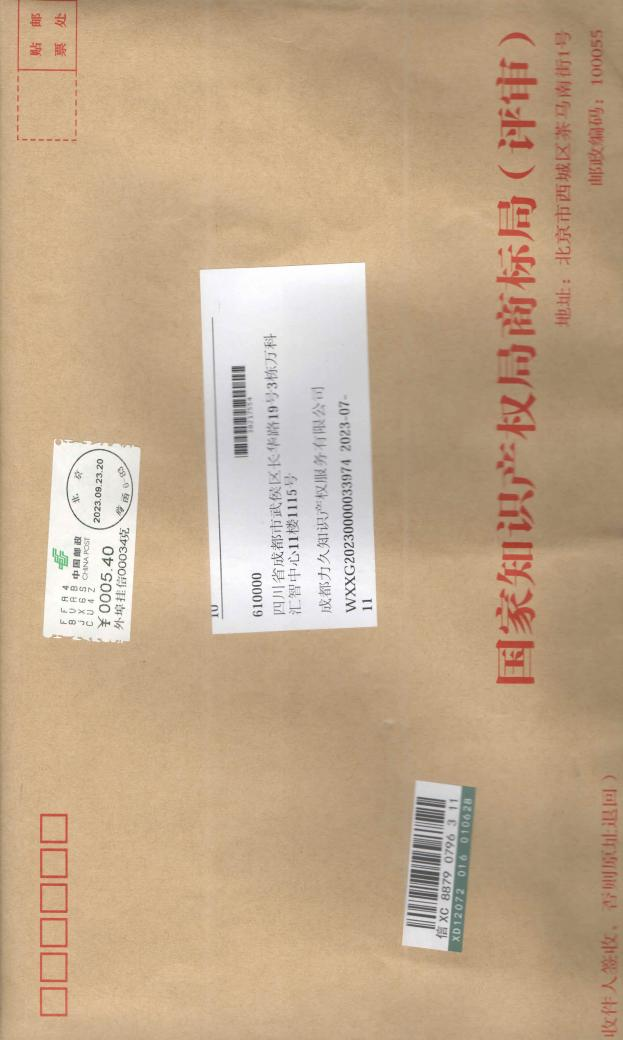 贴 邮
票 处
FFR4
8URB
JX6S
CU4Z
中国邮政
CHINA POST
¥0005.40
外埠挂信00034克
北京
2023.09.23.20
610000
四川省成都市武侯区长华路19号3栋万科
汇智中心11楼1115号
成都力久知识产权服务有限公司
WXXG20230000033974 2023-07-
11
信 XC 8879 0796 3 11
XD12072 016 010628
国家知识产权局商标局(评审)
地址:北京市西城区茶马南街1号
邮政编码:100055
收件人签收、否则原址退回)